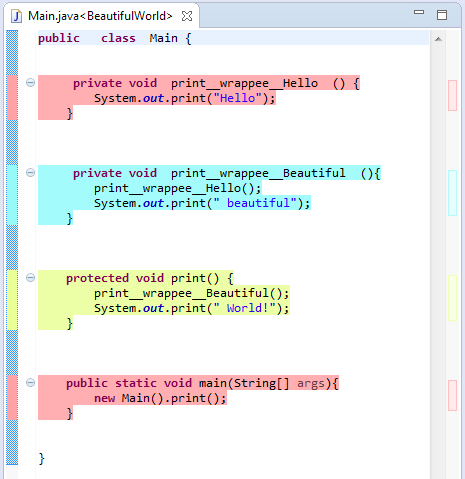 Main.java<BeautifulWorld>
public   class  Main {
private void  print__wrappee__Hello  () {
System.out.print("Hello");
}
private void  print__wrappee__Beautiful  (){
print__wrappee__Hello();
System.out.print(" beautiful");
}
protected void print() {
print__wrappee__Beautiful();
System.out.print(" World!");
}
public static void main(String[] args){
new Main().print();
}
}